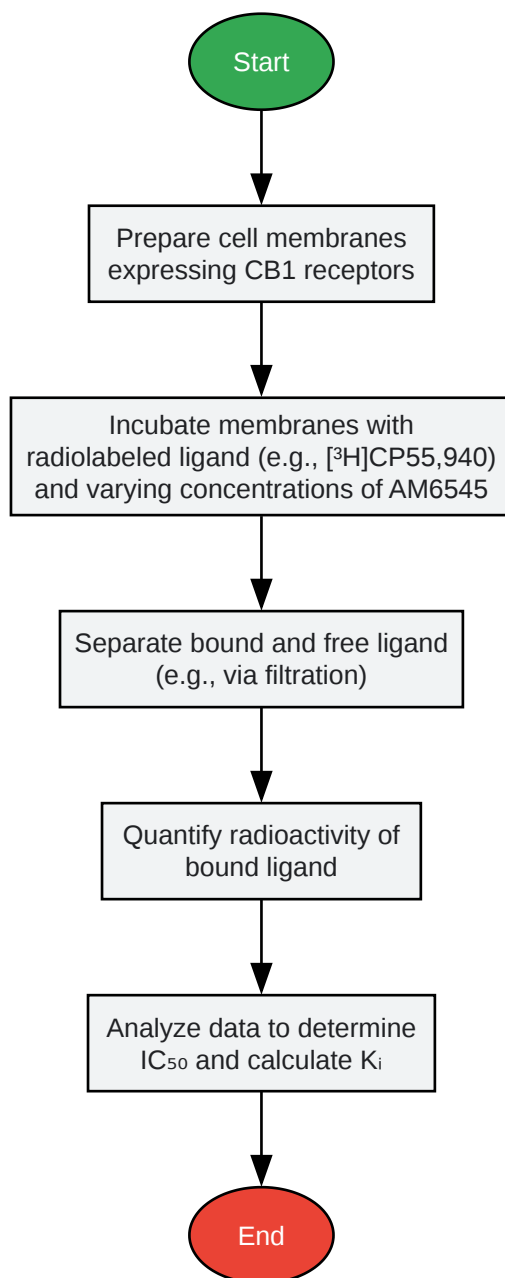 Start
Prepare cell membranes
expressing CB1 receptors
Incubate membranes with
radiolabeled ligand (e.g., [³H]CP55,940)
and varying concentrations of AM6545
Separate bound and free ligand
(e.g., via filtration)
Quantify radioactivity of
bound ligand
Analyze data to determine
IC₅₀ and calculate Kᵢ
End